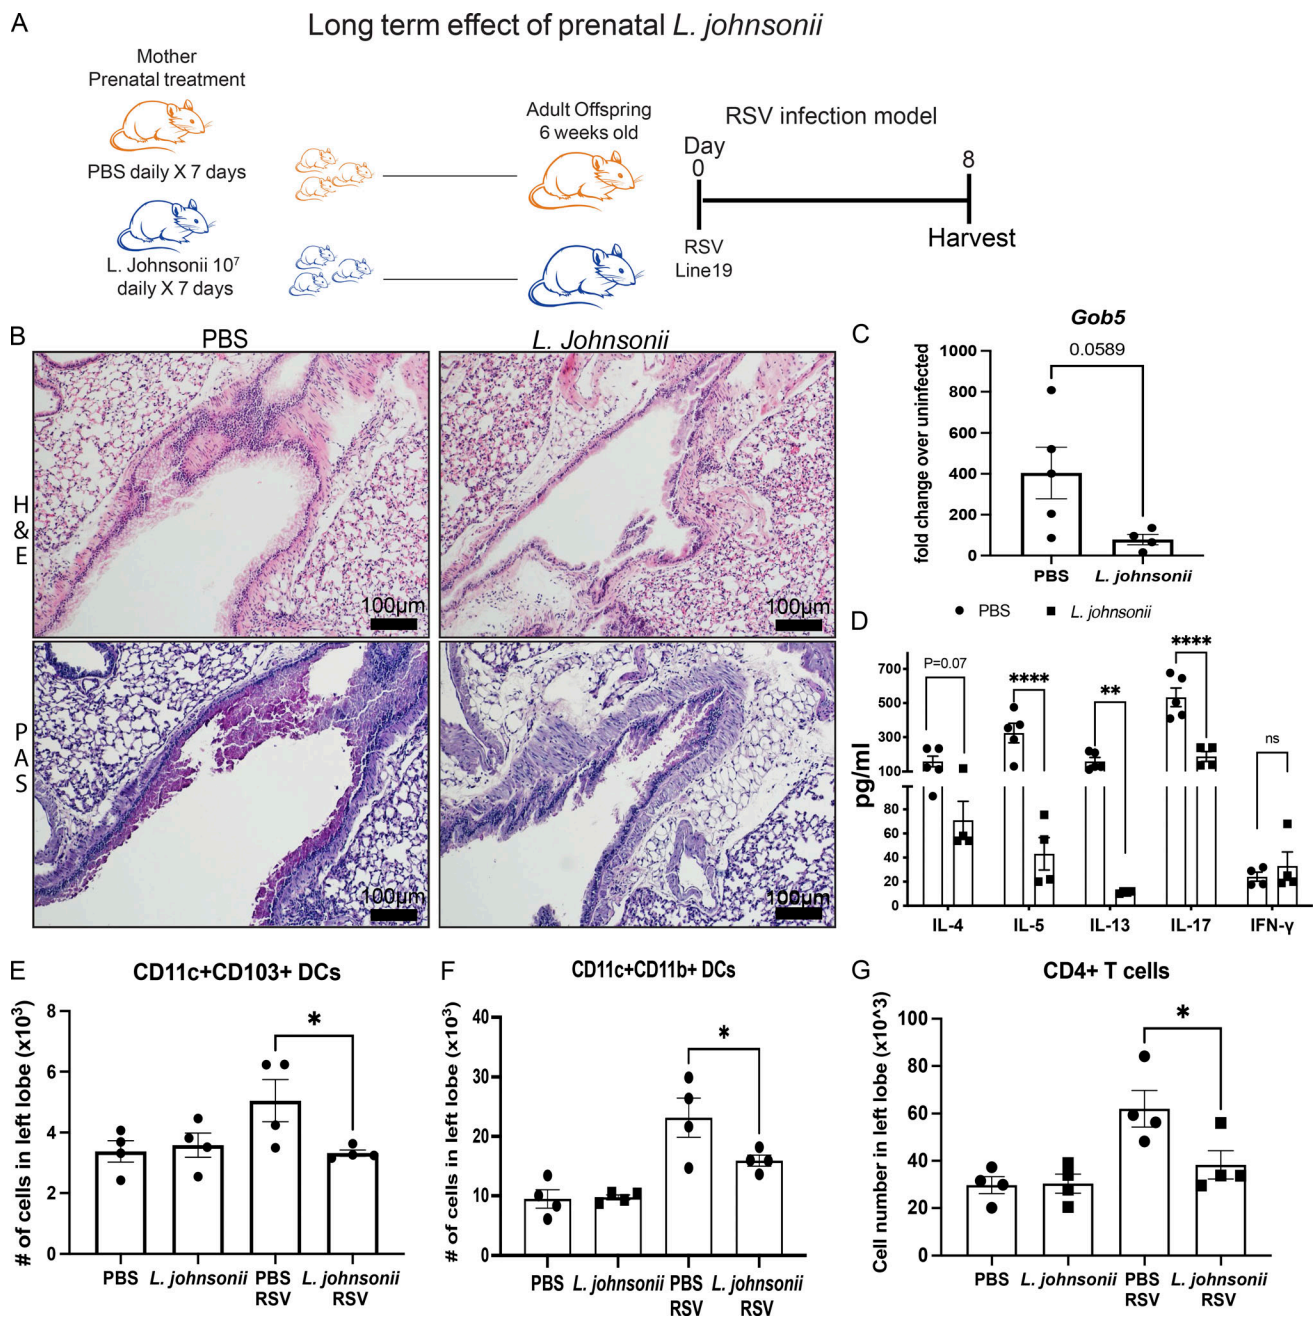 A
Long term effect of prenatal L. johnsonii
Mother
Prenatal treatment
PBS daily X 7 days
L. Johnsonii 10⁷
daily X 7 days
Adult Offspring
6 weeks old
RSV infection model
Day
0
8
RSV
Line19
Harvest
B
PBS
L. Johnsonii
H
&
E
P
A
S
100μm
100μm
100μm
100μm
C
Gob5
0.0589
fold change over uninfected
1000
800
600
400
200
0
PBS
L. johnsonii
D
PBS
L. johnsonii
pg/ml
700
500
300
100
80
60
40
20
0
P=0.07
****
**
****
ns
IL-4
IL-5
IL-13
IL-17
IFN-γ
E
CD11c+CD103+ DCs
# of cells in left lobe (x10³)
8
6
4
2
0
*
PBS
L. johnsonii
PBS
RSV
L. johnsonii
RSV
F
CD11c+CD11b+ DCs
# of cells in left lobe (x10³)
40
30
20
10
0
*
PBS
L. johnsonii
PBS
RSV
L. johnsonii
RSV
G
CD4+ T cells
Cell number in left lobe (x10^3)
100
80
60
40
20
0
*
PBS
L. johnsonii
PBS
RSV
L. johnsonii
RSV